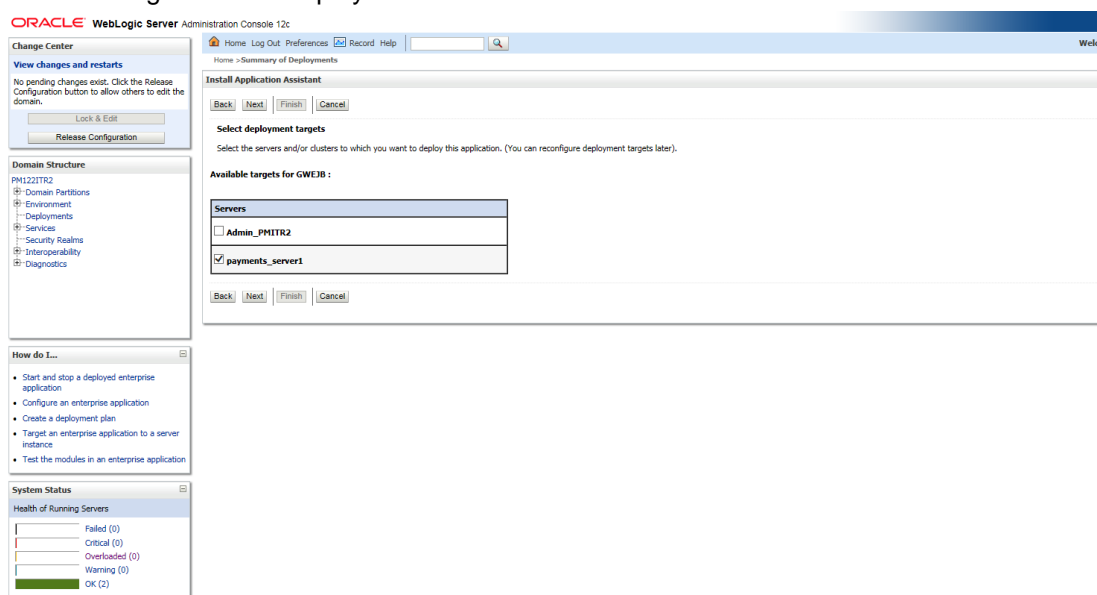 ORACLE WebLogic Server Administration Console 12c
Change Center
View changes and restarts
No pending changes exist. Click the Release
Configuration button to allow others to edit the
domain.
Lock & Edit
Release Configuration
Domain Structure
PM122ITR2
Domain Partitions
Environment
Deployments
Services
Security Realms
Interoperability
Diagnostics
How do I...
Start and stop a deployed enterprise
application
Configure an enterprise application
Create a deployment plan
Target an enterprise application to a server
instance
Test the modules in an enterprise application
System Status
Health of Running Servers
Failed (0)
Critical (0)
Overloaded (0)
Warning (0)
OK (2)
Home Log Out Preferences Record Help
Home >Summary of Deployments
Install Application Assistant
Back Next Finish Cancel
Select deployment targets
Select the servers and/or clusters to which you want to deploy this application. (You can reconfigure deployment targets later).
Available targets for GWEJB :
Servers
Admin_PMITR2
payments_server1
Back Next Finish Cancel